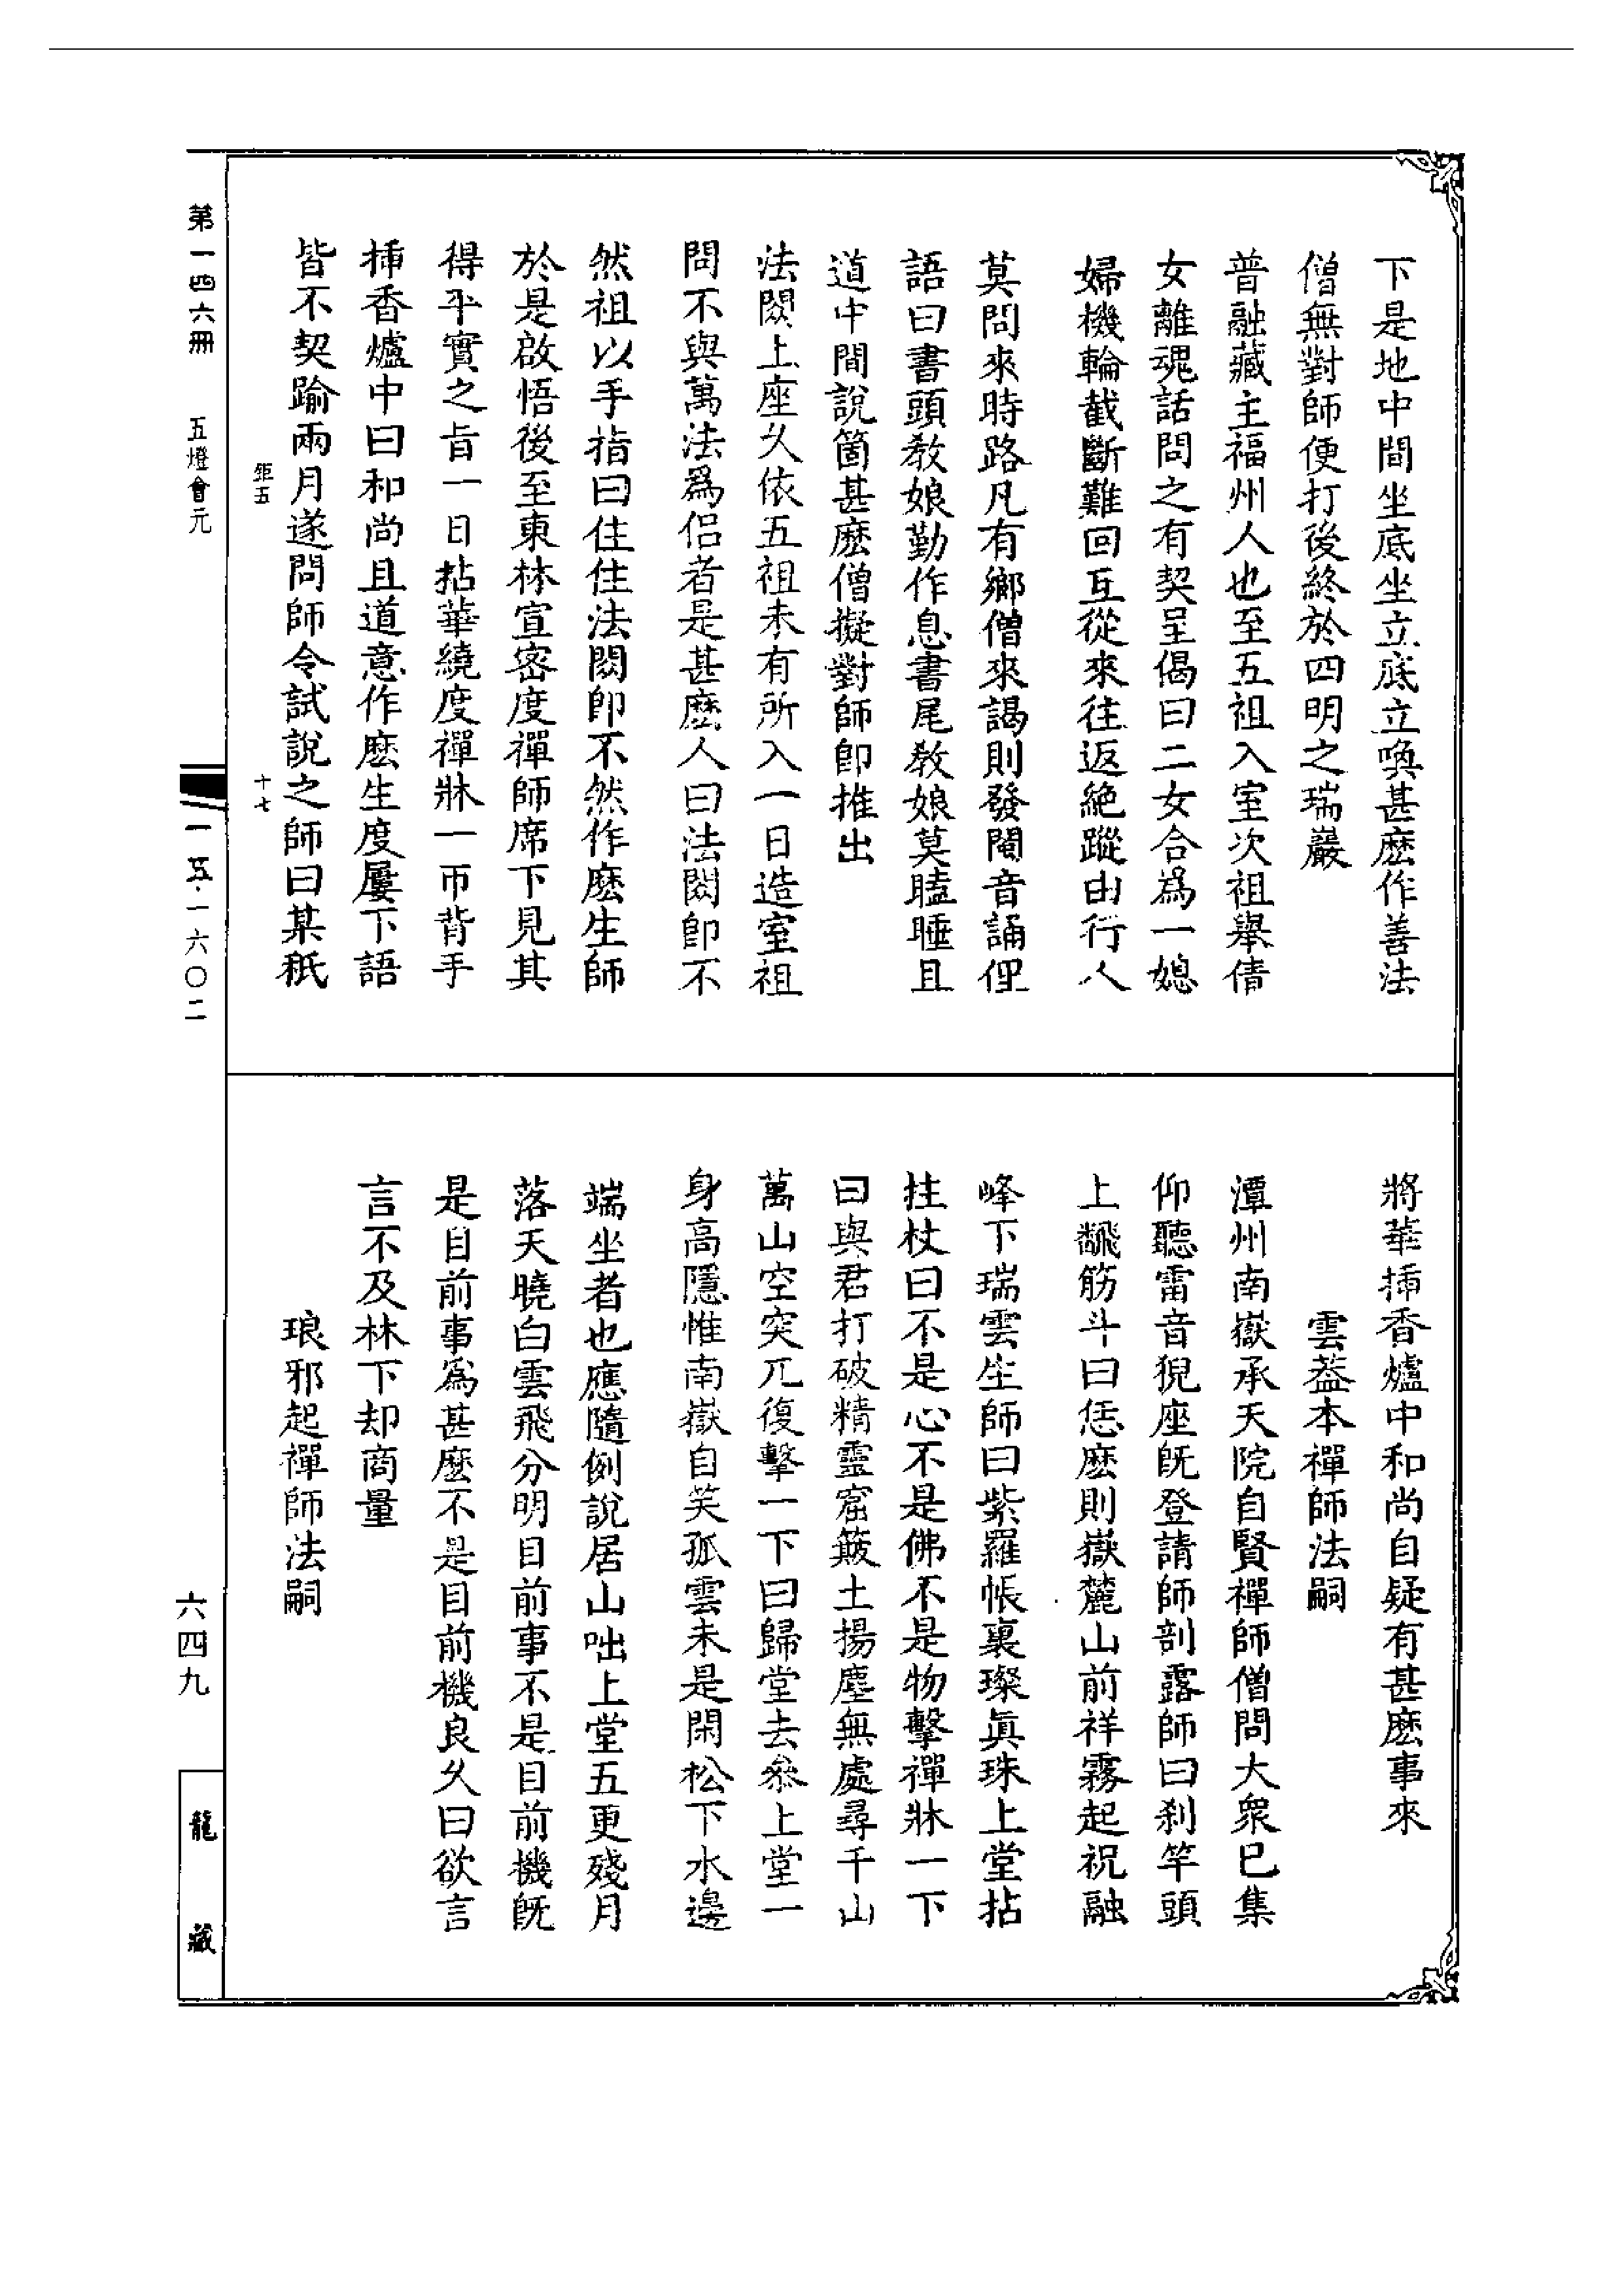 下是地中間坐底坐立底立喚甚麽作善法
僧無對師便打後終於四明之瑞巖
普融藏主福州人也至五祖入室次祖舉倩
女離魂話問之有契呈偈曰二女合爲一媳
婦機輪截斷難回互從來往返絕蹤由行人
莫問來時路凡有鄉僧來謁則發閩音誦俚
語曰書頭教娘勤作息書尾教娘莫瞌睡且
道中間說箇甚麽僧擬對師卽推出
法閦上座久依五祖未有所入一日造室祖
問不與萬法爲侶者是甚麽人曰法閦卽不
然祖以手指曰住住法閦卽不然作麽生師
於是啟悟後至東林宣密度禪師席下見其
得平實之旨一日拈華繞度禪牀一帀背手
揷香爐中曰和尚且道意作麽生度屢下語
皆不契踰兩月遂問師令試說之師曰某秖
將華揷香爐中和尚自疑有甚麽事來
雲蓋本禪師法嗣
潭州南嶽承天院自賢禪師僧問大眾已集
仰聽雷音猊座既登請師剖露師曰刹竿頭
上飜筋斗曰恁麽則嶽麓山前祥霧起祝融
峰下瑞雲生師曰紫羅帳裏璨眞珠上堂拈
拄杖曰不是心不是佛不是物擊禪牀一下
曰與君打破精靈窟簸土揚塵無處尋千山
萬山空突兀復擊一下曰歸堂去叅上堂一
身高隱惟南嶽自笑孤雲未是閑松下水邊
端坐者也應隨例說居山咄上堂五更殘月
落天曉白雲飛分明目前事不是目前機既
是目前事爲甚麽不是目前機良久曰欲言
言不及林下却商量
琅邪起禪師法嗣
第一四六冊
五燈會元
鉅五
十七
一五·一六〇二
六四九
龍藏